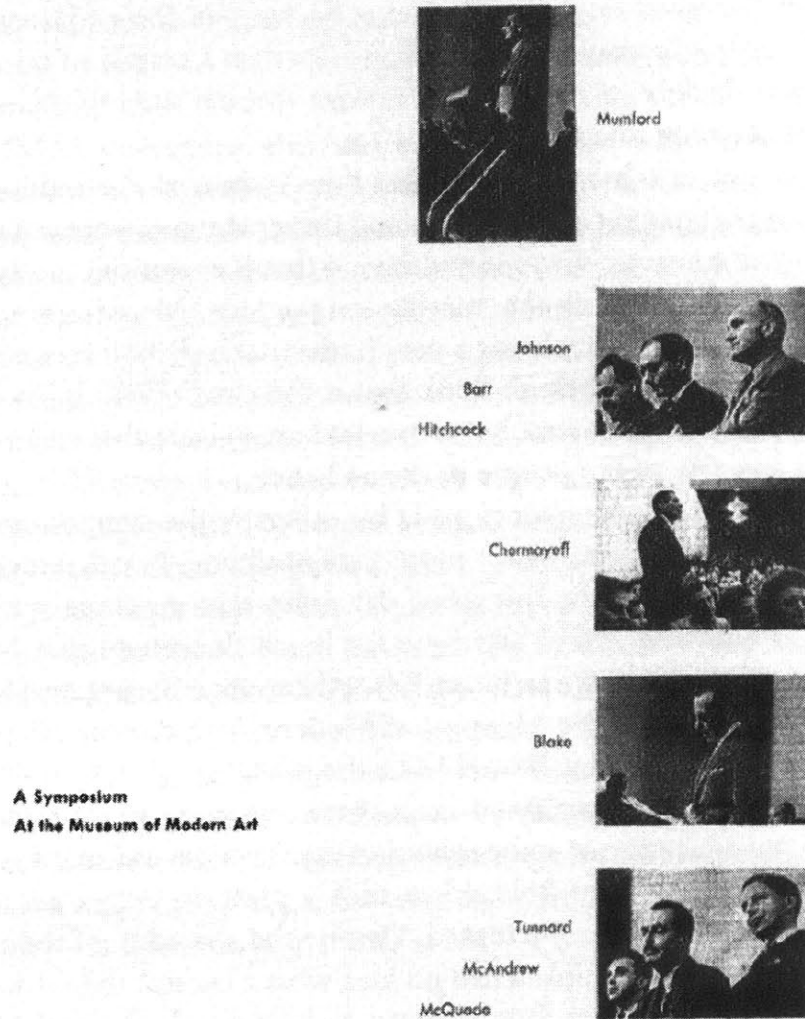 Mumford
Johnson
Barr
Hitchcock
Chermayeff
Blake
A Symposium
At the Museum of Modern Art
Tunnard
McAndrew
McQuade